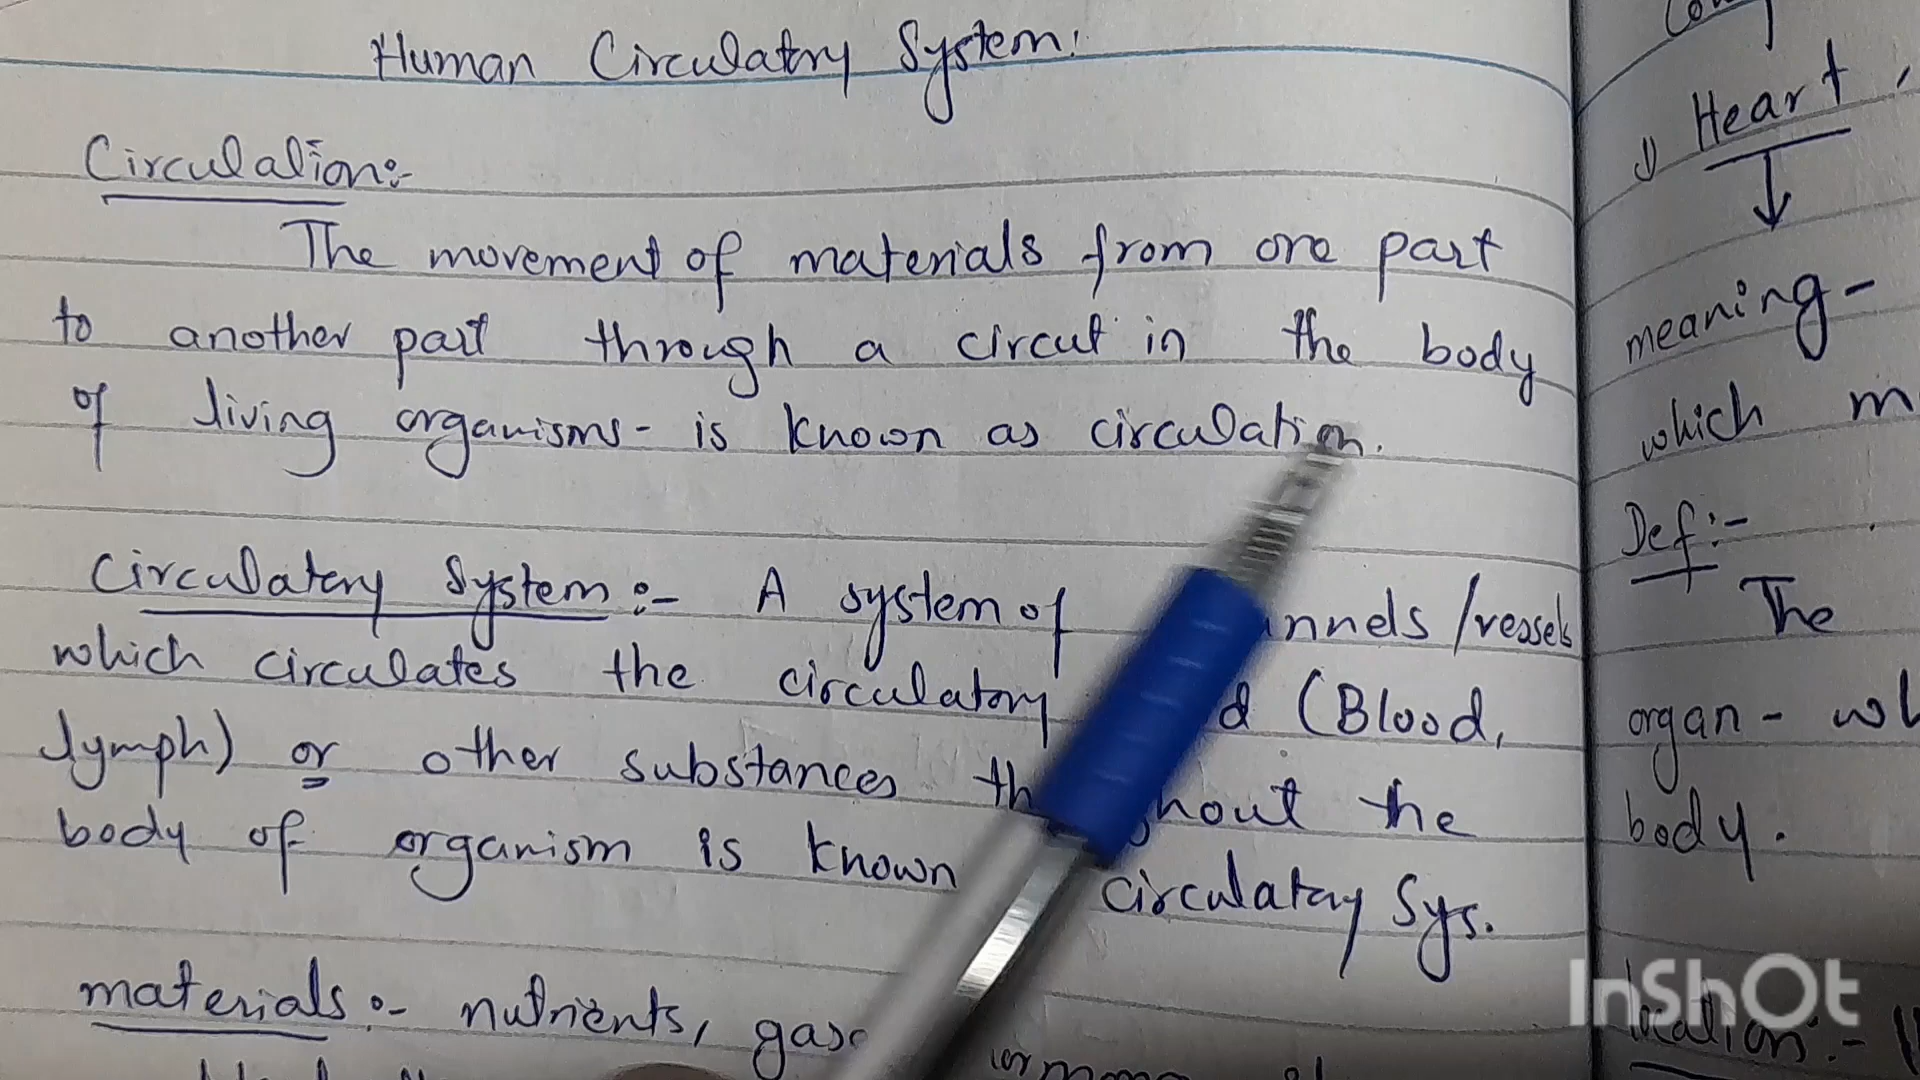 Human Circulatory System:
Circulation:-
The movement of materials from one part
to another part through a circut in the body
of living organisms - is known as circulation.
Circulatory System :- A system of nnels / vessels
which circulates the circulatory d (Blood,
lymph) or other substances th hout the
body of organism is known circulatory Sys.
materials :- nutrients, gas
1) Heart
meaning -
which m
Def :-
The
organ - wh
body.
location :-
InShOt